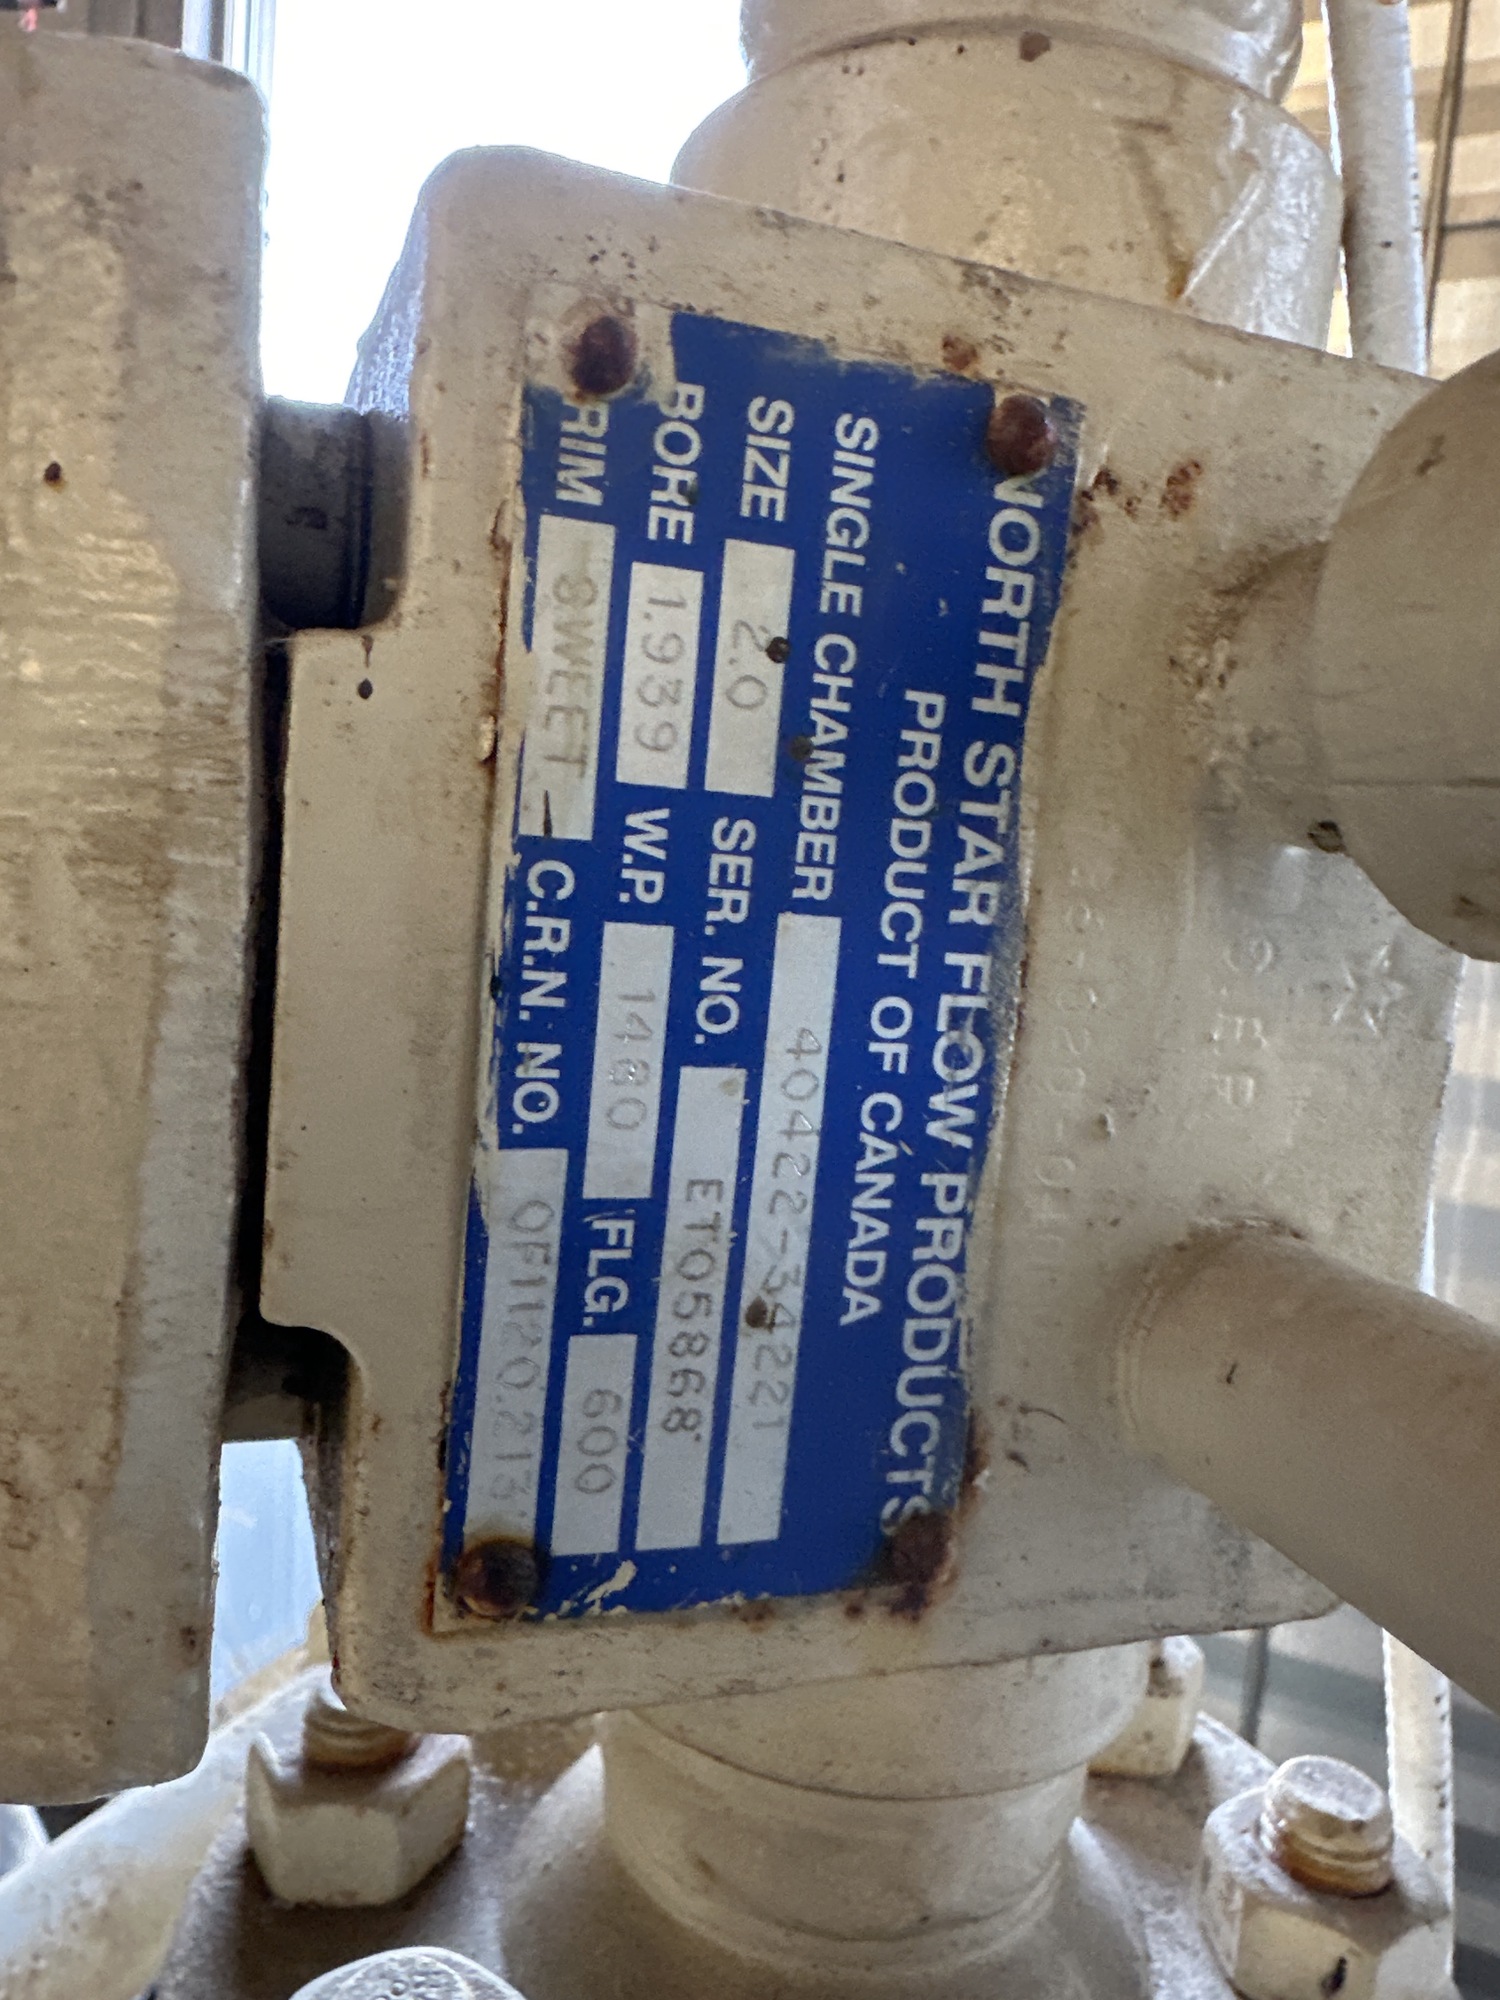 NORTH STAR FLOW PRODUCTS
PRODUCT OF CANADA
SINGLE CHAMBER 40422-34221
SIZE 2.0 SER. NO. ET05868
BORE 1.939 W.P. 1480 FLG. 600
TRIM SWEET C.R.N. NO. 0F1120.213